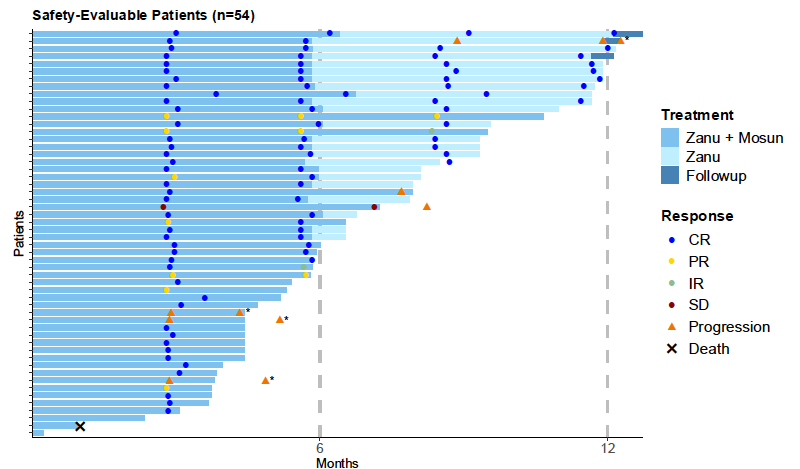 Safety-Evaluable Patients (n=54)
*
Treatment
Zanu + Mosun
Zanu
Followup
Patients
Response
CR
PR
IR
SD
*
*
Progression
Death
*
6
12
Months